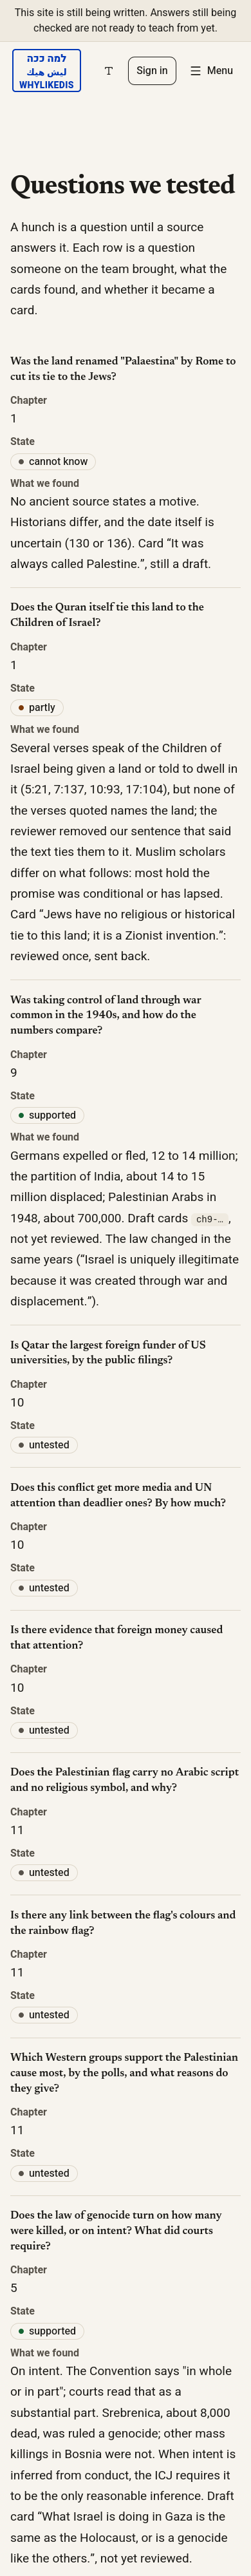 This site is still being written. Answers still being
checked are not ready to teach from yet.
למה ככה
ليش هيك
WHYLIKEDIS
T
Sign in
Menu
Questions we tested
A hunch is a question until a source
answers it. Each row is a question
someone on the team brought, what the
cards found, and whether it became a
card.
Was the land renamed "Palaestina" by Rome to
cut its tie to the Jews?
Chapter
1
State
cannot know
What we found
No ancient source states a motive.
Historians differ, and the date itself is
uncertain (130 or 136). Card “It was
always called Palestine.”, still a draft.
Does the Quran itself tie this land to the
Children of Israel?
Chapter
1
State
partly
What we found
Several verses speak of the Children of
Israel being given a land or told to dwell in
it (5:21, 7:137, 10:93, 17:104), but none of
the verses quoted names the land; the
reviewer removed our sentence that said
the text ties them to it. Muslim scholars
differ on what follows: most hold the
promise was conditional or has lapsed.
Card “Jews have no religious or historical
tie to this land; it is a Zionist invention.”:
reviewed once, sent back.
Was taking control of land through war
common in the 1940s, and how do the
numbers compare?
Chapter
9
State
supported
What we found
Germans expelled or fled, 12 to 14 million;
the partition of India, about 14 to 15
million displaced; Palestinian Arabs in
1948, about 700,000. Draft cards ch9-… ,
not yet reviewed. The law changed in the
same years (“Israel is uniquely illegitimate
because it was created through war and
displacement.”).
Is Qatar the largest foreign funder of US
universities, by the public filings?
Chapter
10
State
untested
Does this conflict get more media and UN
attention than deadlier ones? By how much?
Chapter
10
State
untested
Is there evidence that foreign money caused
that attention?
Chapter
10
State
untested
Does the Palestinian flag carry no Arabic script
and no religious symbol, and why?
Chapter
11
State
untested
Is there any link between the flag's colours and
the rainbow flag?
Chapter
11
State
untested
Which Western groups support the Palestinian
cause most, by the polls, and what reasons do
they give?
Chapter
11
State
untested
Does the law of genocide turn on how many
were killed, or on intent? What did courts
require?
Chapter
5
State
supported
What we found
On intent. The Convention says "in whole
or in part"; courts read that as a
substantial part. Srebrenica, about 8,000
dead, was ruled a genocide; other mass
killings in Bosnia were not. When intent is
inferred from conduct, the ICJ requires it
to be the only reasonable inference. Draft
card “What Israel is doing in Gaza is the
same as the Holocaust, or is a genocide
like the others.”, not yet reviewed.